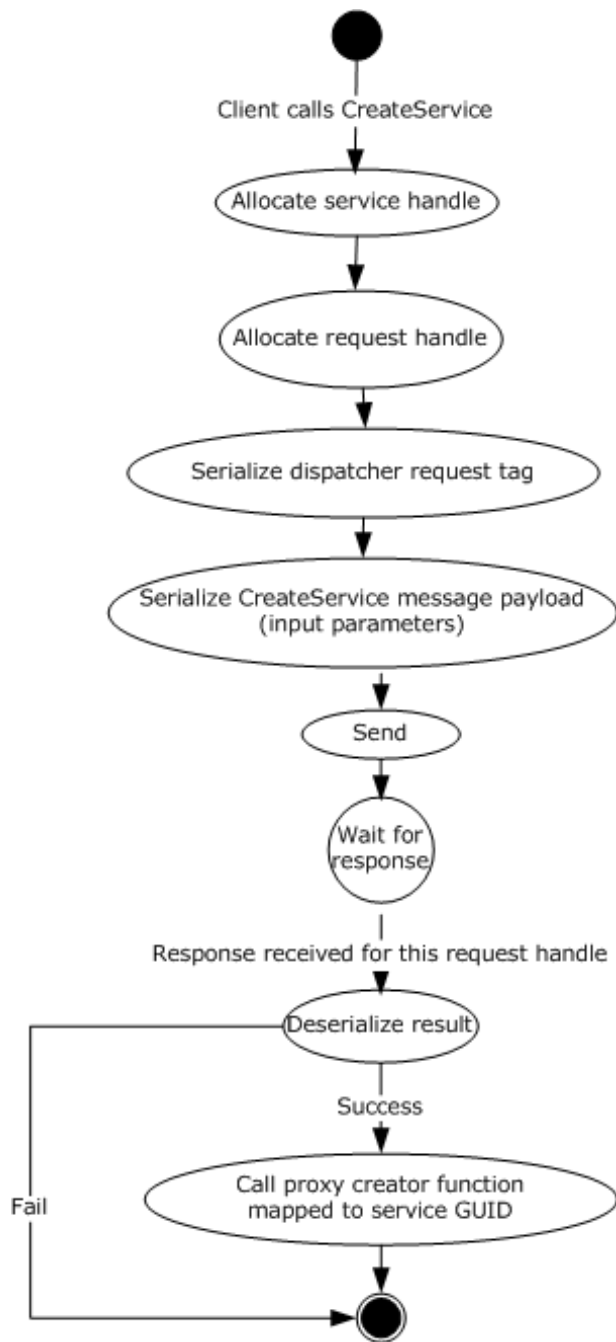 Client calls CreateService
Allocate service handle
Allocate request handle
Serialize dispatcher request tag
Serialize CreateService message payload
(input parameters)
Send
Wait for
response
Response received for this request handle
Deserialize result
Success
Call proxy creator function
mapped to service GUID
Fail